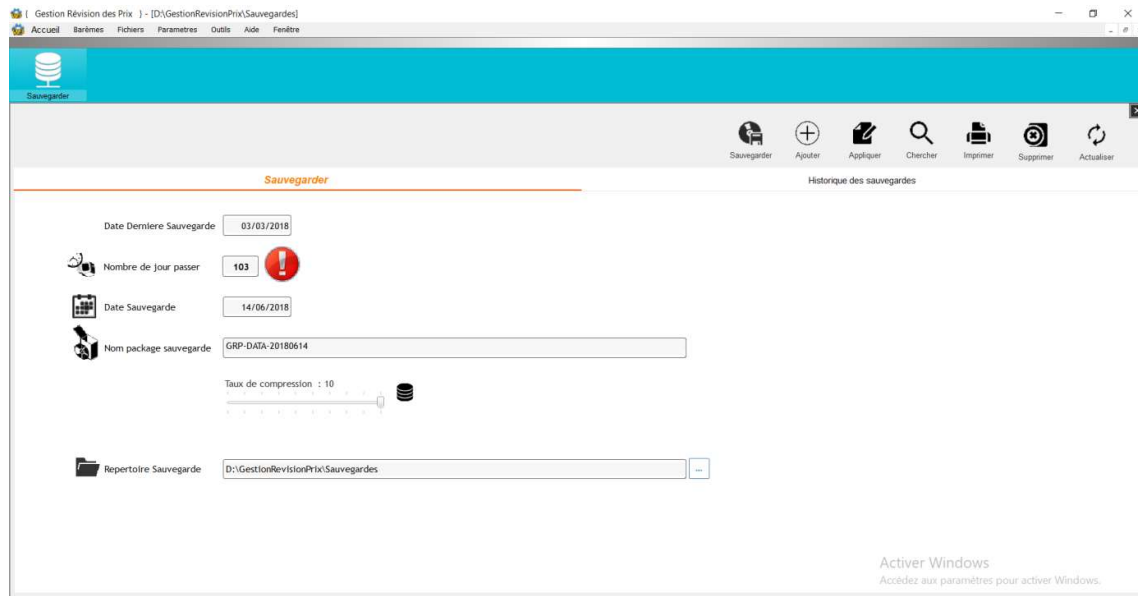 { Gestion Révision des Prix } - [D:\GestionRevisionPrix\Sauvegardes]
Accueil Barèmes Fichiers Parametres Outils Aide Fenêtre
Sauvegarder
Sauvegarder Ajouter Appliquer Chercher Imprimer Supprimer Actualiser
Sauvegarder Historique des sauvegardes
Date Derniere Sauvegarde 03/03/2018
Nombre de jour passer 103
Date Sauvegarde 14/06/2018
Nom package sauvegarde GRP-DATA-20180614
Taux de compression : 10
Repertoire Sauvegarde D:\GestionRevisionPrix\Sauvegardes ...
Activer Windows
Accédez aux paramètres pour activer Windows.